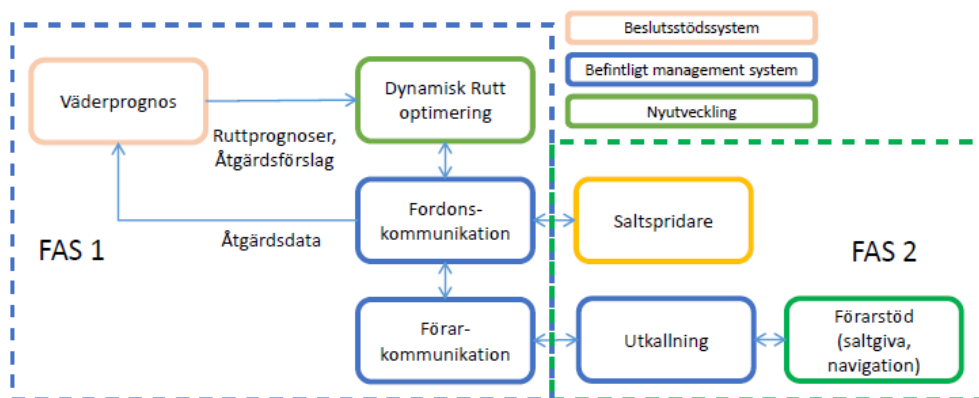 Beslutsstödssystem
Befintligt management system
Nyutveckling
Väderprognos
Dynamisk Rutt
optimering
Ruttprognoser,
Åtgärdsförslag
Fordons-
kommunikation
Saltspridare
Åtgärdsdata
FAS 1
FAS 2
Förar-
kommunikation
Utkallning
Förarstöd
(saltgiva,
navigation)